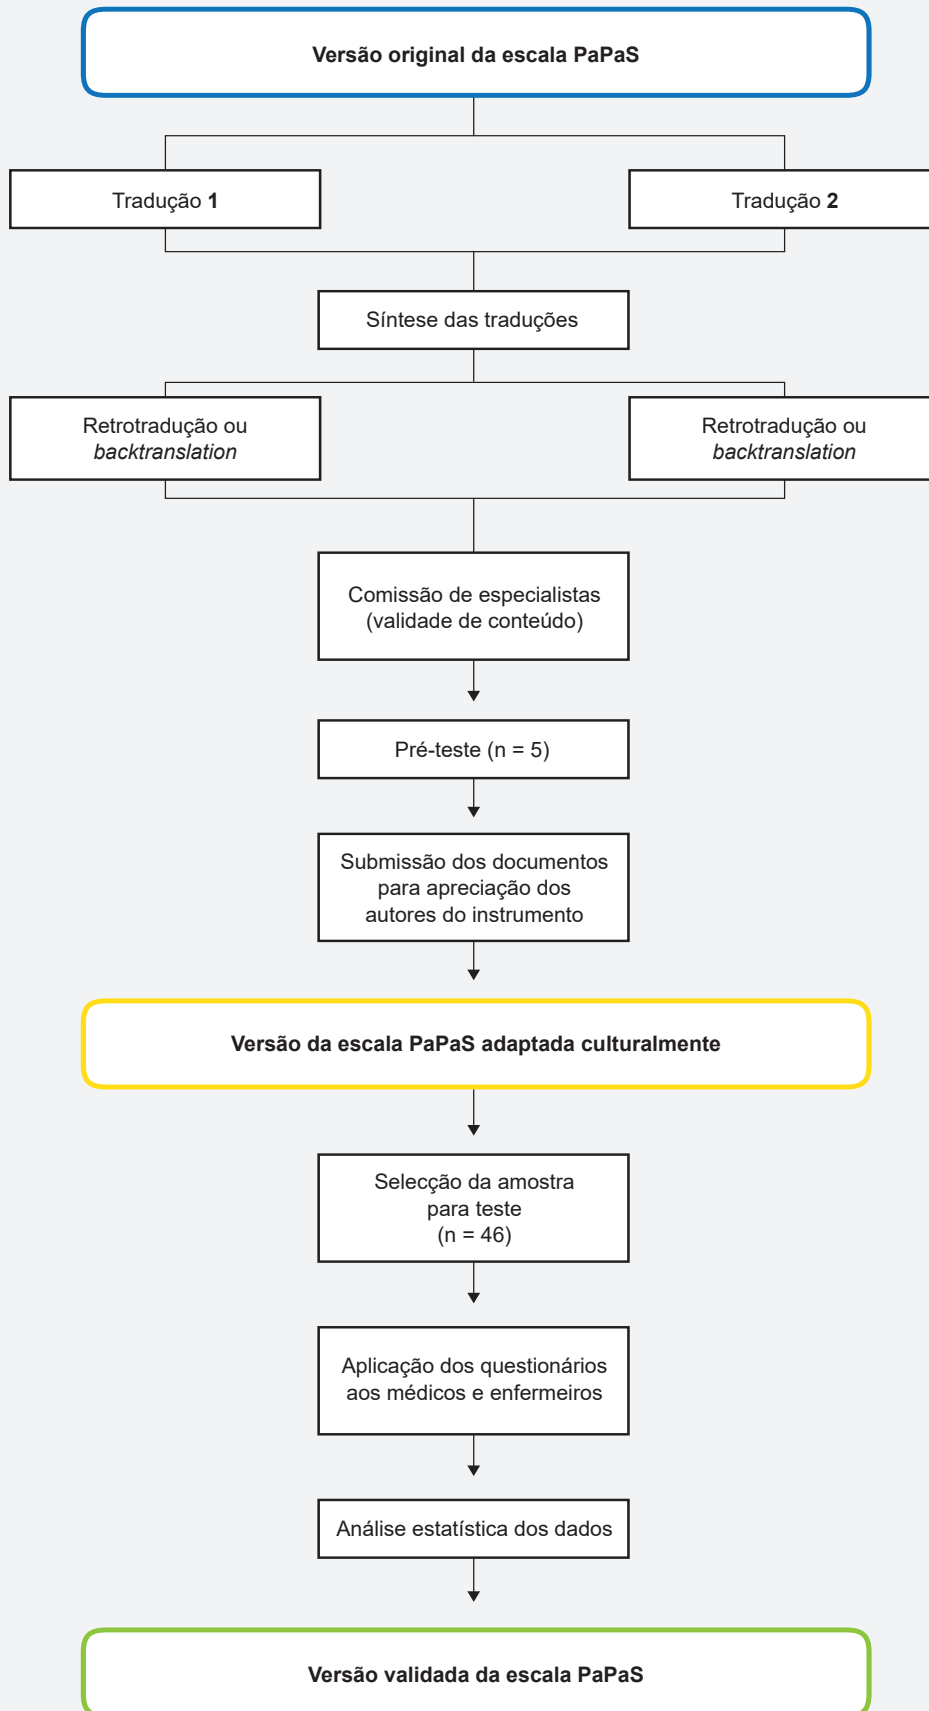 Versão original da escala PaPaS
Tradução 1
Tradução 2
Síntese das traduções
Retrotradução ou
backtranslation
Retrotradução ou
backtranslation
Comissão de especialistas
(validade de conteúdo)
Pré-teste (n = 5)
Submissão dos documentos
para apreciação dos
autores do instrumento
Versão da escala PaPaS adaptada culturalmente
Selecção da amostra
para teste
(n = 46)
Aplicação dos questionários
aos médicos e enfermeiros
Análise estatística dos dados
Versão validada da escala PaPaS